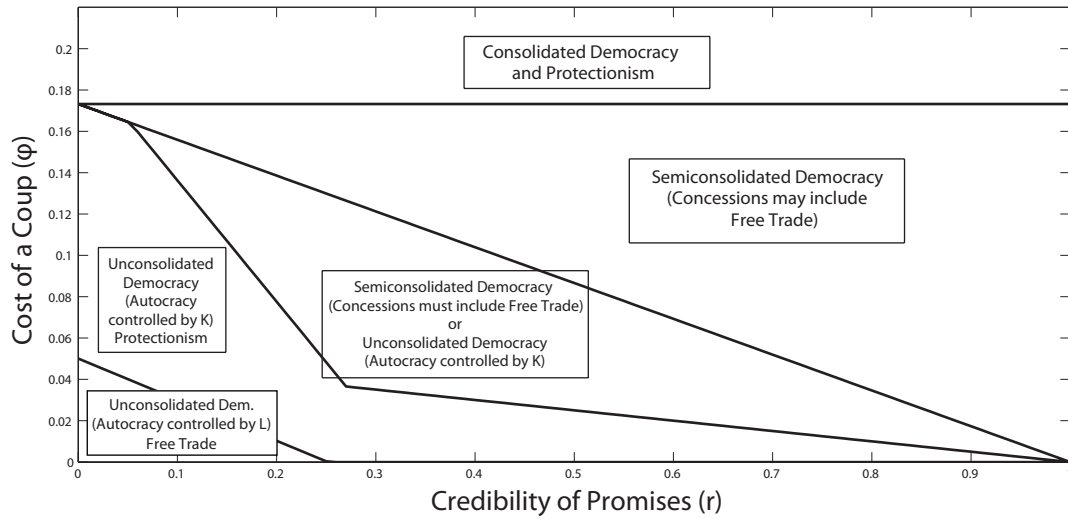 Consolidated Democracy
and Protectionism
Semiconsolidated Democracy
(Concessions may include
Free Trade)
Unconsolidated
Democracy
(Autocracy
controlled by K)
Protectionism
Semiconsolidated Democracy
(Concessions must include Free Trade)
or
Unconsolidated Democracy
(Autocracy controlled by K)
Unconsolidated Dem.
(Autocracy controlled by L)
Free Trade
Cost of a Coup (φ)
0.2
0.18
0.16
0.14
0.12
0.1
0.08
0.06
0.04
0.02
0
0 0.1 0.2 0.3 0.4 0.5 0.6 0.7 0.8 0.9
Credibility of Promises (r)